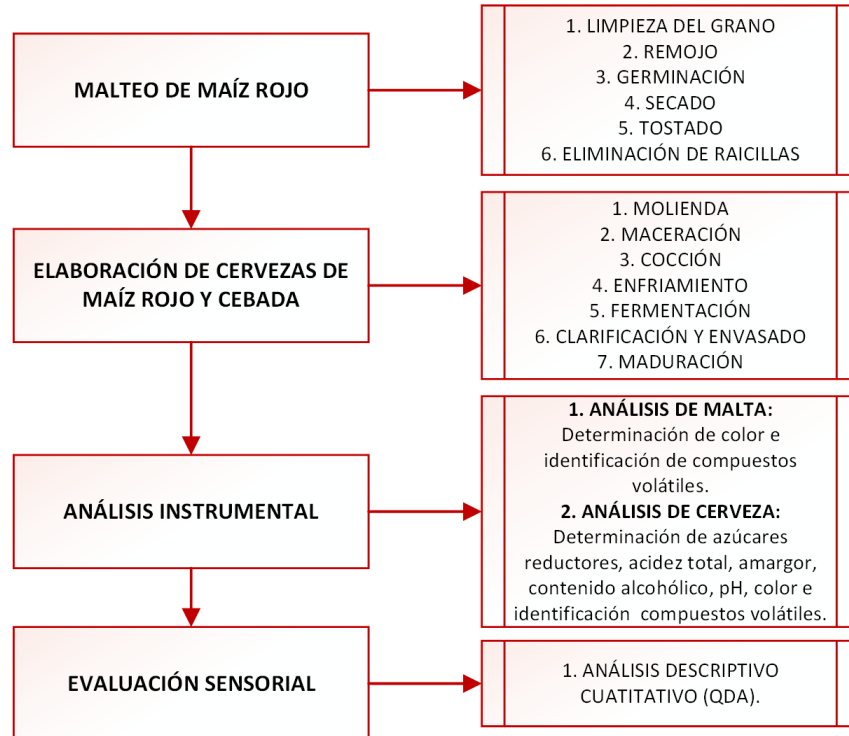 MALTEO DE MAÍZ ROJO
1. LIMPIEZA DEL GRANO
2. REMOJO
3. GERMINACIÓN
4. SECADO
5. TOSTADO
6. ELIMINACIÓN DE RAICILLAS
ELABORACIÓN DE CERVEZAS DE
MAÍZ ROJO Y CEBADA
1. MOLIENDA
2. MACERACIÓN
3. COCCIÓN
4. ENFRIAMIENTO
5. FERMENTACIÓN
6. CLARIFICACIÓN Y ENVASADO
7. MADURACIÓN
ANÁLISIS INSTRUMENTAL
1. ANÁLISIS DE MALTA:
Determinación de color e
identificación de compuestos
volátiles.
2. ANÁLISIS DE CERVEZA:
Determinación de azúcares
reductores, acidez total, amargor,
contenido alcohólico, pH, color e
identificación compuestos volátiles.
EVALUACIÓN SENSORIAL
1. ANÁLISIS DESCRIPTIVO
CUATITATIVO (QDA).